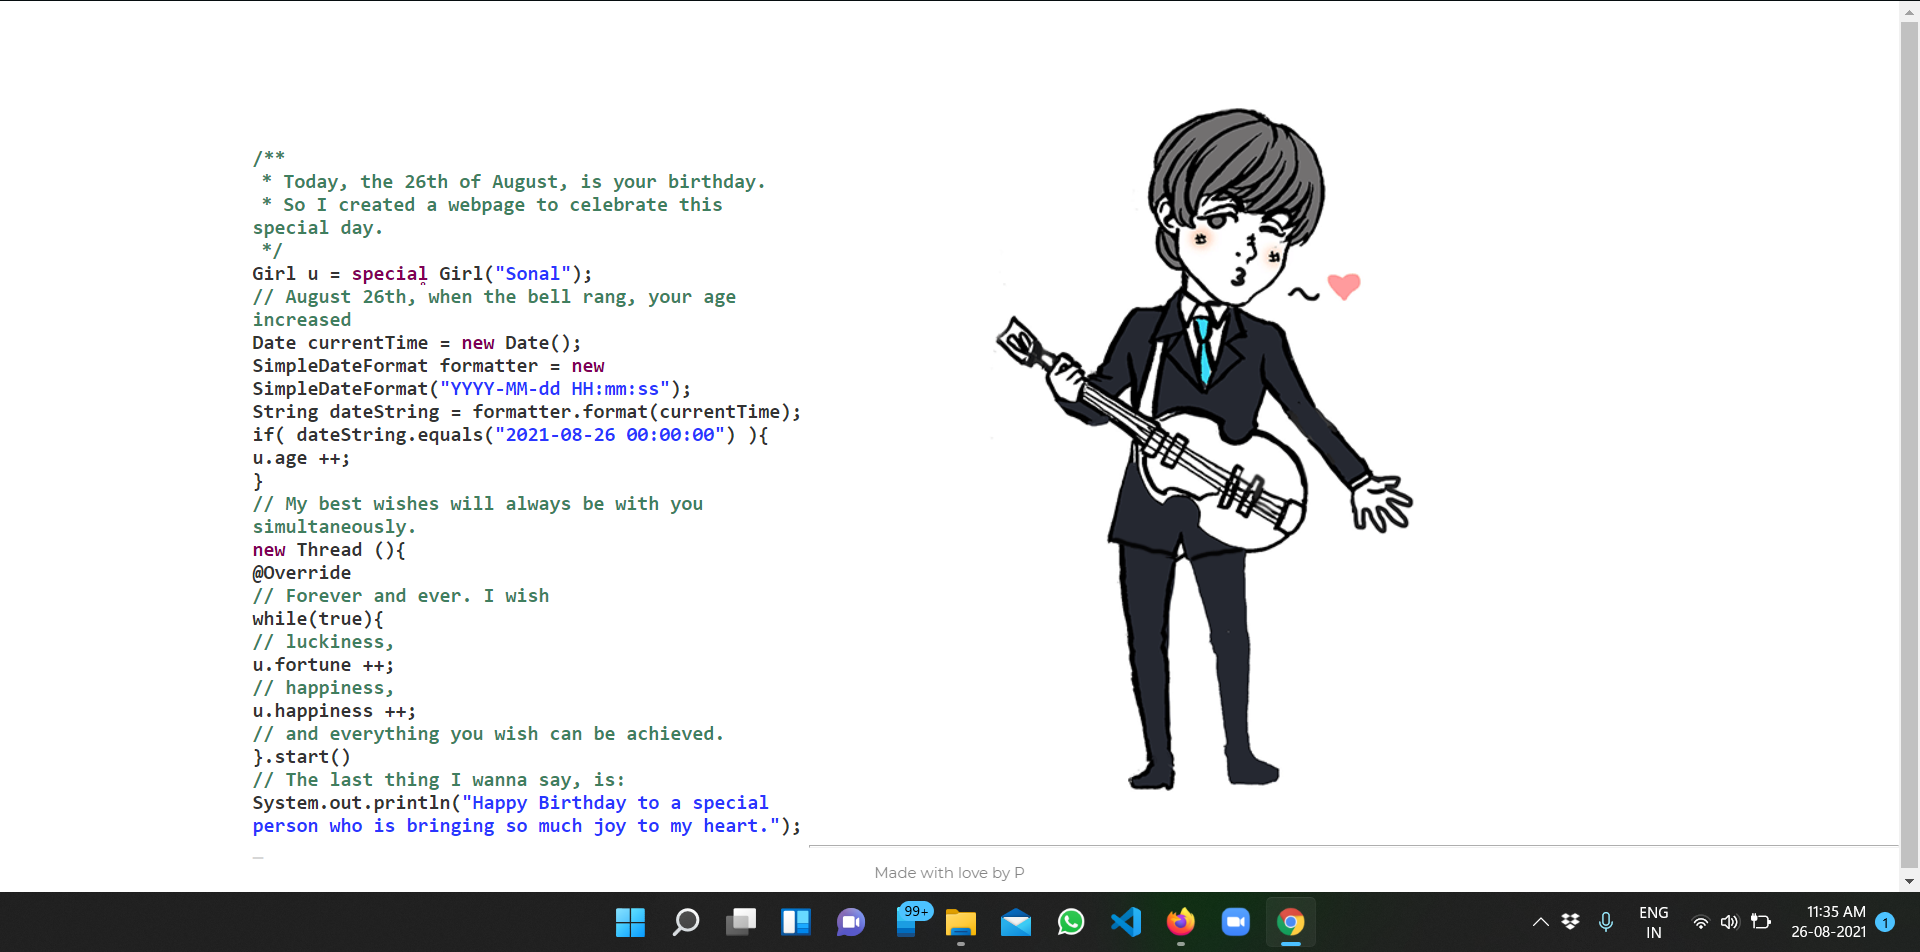 /**
 * Today, the 26th of August, is your birthday.
 * So I created a webpage to celebrate this
special day.
 */
Girl u = special Girl("Sonal");
// August 26th, when the bell rang, your age
increased
Date currentTime = new Date();
SimpleDateFormat formatter = new
SimpleDateFormat("YYYY-MM-dd HH:mm:ss");
String dateString = formatter.format(currentTime);
if( dateString.equals("2021-08-26 00:00:00") ){
u.age ++;
}
// My best wishes will always be with you
simultaneously.
new Thread (){
@Override
// Forever and ever. I wish
while(true){
// luckiness,
u.fortune ++;
// happiness,
u.happiness ++;
// and everything you wish can be achieved.
}.start()
// The last thing I wanna say, is:
System.out.println("Happy Birthday to a special
person who is bringing so much joy to my heart.");
_
Made with love by P
99+
ENG
IN
11:35 AM
26-08-2021
1